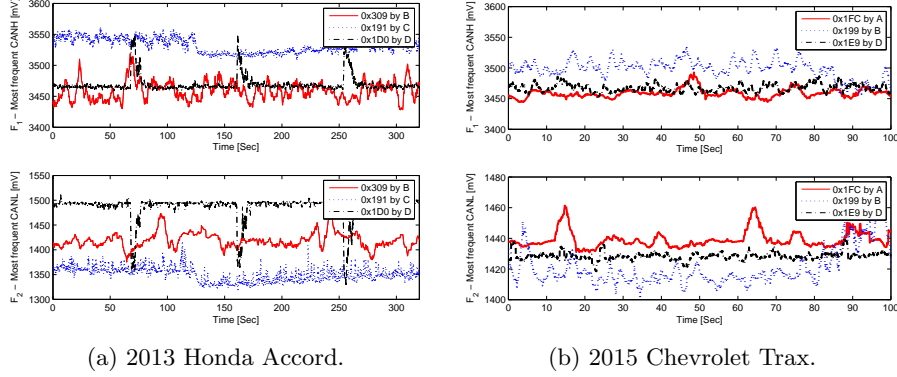 F1 – Most frequent CANH [mV]
3600
3550
3500
3450
3400
0 50 100 150 200 250 300
Time [Sec]
0x309 by B
0x191 by C
0x1D0 by D
F2 – Most frequent CANL [mV]
1550
1500
1400
1350
1300
0 50 100 150 200 250 300
Time [Sec]
0x309 by B
0x191 by C
0x1D0 by D
(a) 2013 Honda Accord.
F1 – Most frequent CANH [mV]
3550
3500
3450
3400
0 10 20 30 40 50 60 70 80 90 100
Time [Sec]
0x1FC by A
0x199 by B
0x1E9 by D
F2 – Most frequent CANL [mV]
1480
1460
1440
1420
1400
0 10 20 30 40 50 60 70 80 90 100
Time [Sec]
0x1FC by A
0x199 by B
0x1E9 by D
(b) 2015 Chevrolet Trax.